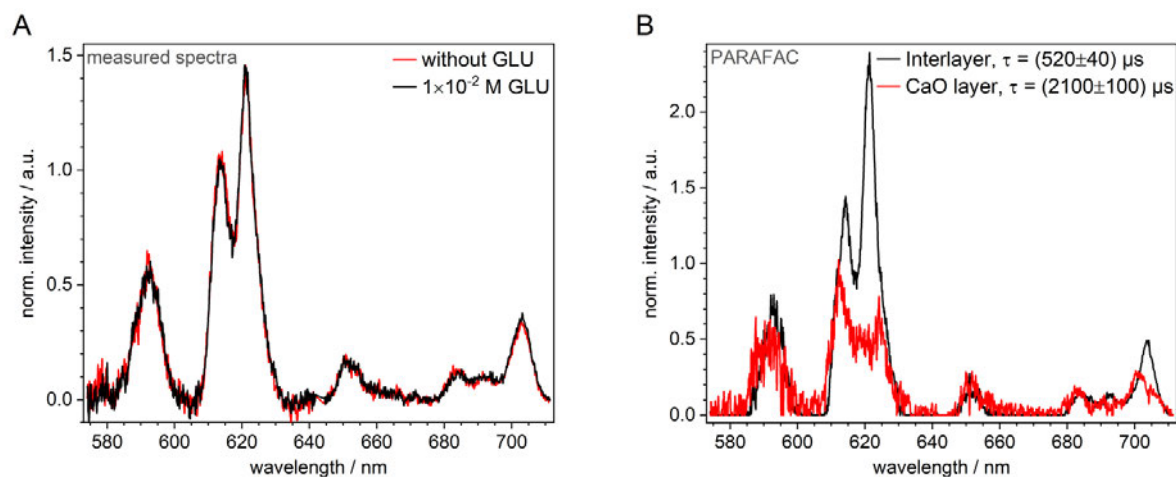 A
measured spectra
without GLU
1×10⁻² M GLU
norm. intensity / a.u.
1.5
1.0
0.5
0.0
580 600 620 640 660 680 700
wavelength / nm
B
PARAFAC
Interlayer, τ = (520±40) µs
CaO layer, τ = (2100±100) µs
norm. intensity / a.u.
2.0
1.5
1.0
0.5
0.0
580 600 620 640 660 680 700
wavelength / nm